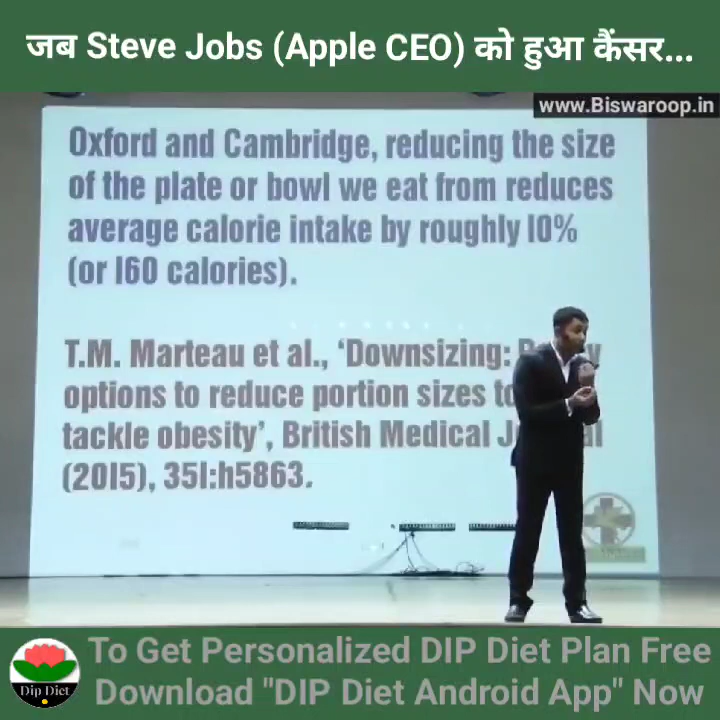 जब Steve Jobs (Apple CEO) को हुआ कैंसर...
www.Biswaroop.in
Oxford and Cambridge, reducing the size
of the plate or bowl we eat from reduces
average calorie intake by roughly 10%
(or 160 calories).
T.M. Marteau et al., ‘Downsizing:
options to reduce portion sizes
tackle obesity’, British Medical
(2015), 351:h5863.
To Get Personalized DIP Diet Plan Free
Dip Diet
Download "DIP Diet Android App" Now